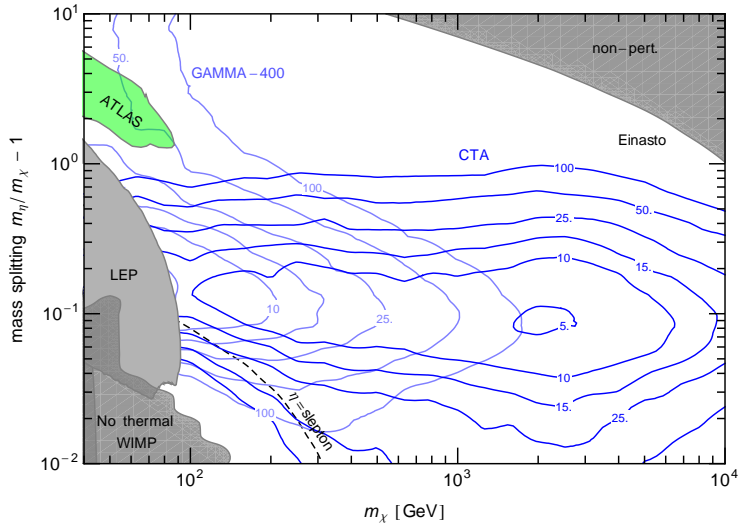 10^1
10^0
10^-1
10^-2
mass splitting m_η/m_χ − 1
50.
GAMMA−400
non−pert.
ATLAS
Einasto
CTA
100
100
50.
25.
LEP
10
15.
10
25.
5.
10
η=slepton
15.
100
25.
No thermal
WIMP
10^2
10^3
10^4
m_χ [GeV]